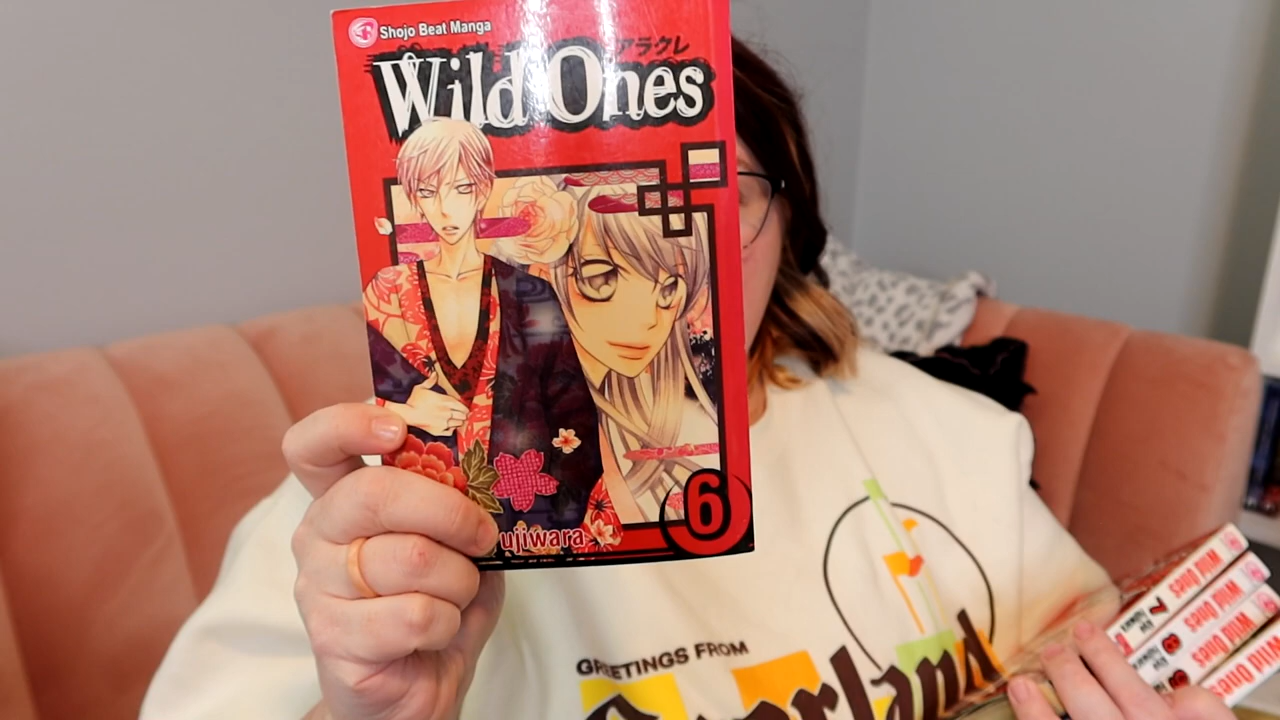 Shojo Beat Manga
アラクレ
Wild Ones
6
ujiwara
GREETINGS FROM
Overland
Wild Ones 7
Wild Ones 8
Wild Ones
Wild Ones